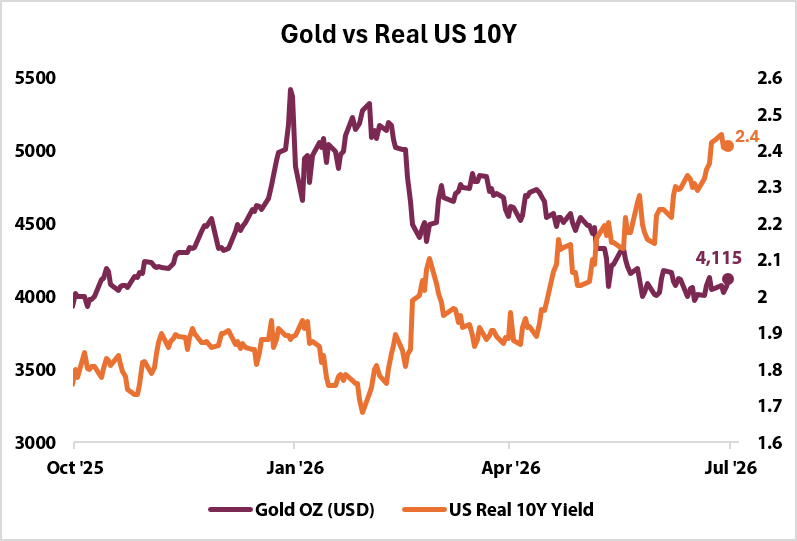 Gold vs Real US 10Y
5500
5000
4500
4000
3500
3000
2.6
2.5
2.4
2.3
2.2
2.1
2
1.9
1.8
1.7
1.6
2.4
4,115
Oct '25
Jan '26
Apr '26
Jul '26
Gold OZ (USD)
US Real 10Y Yield